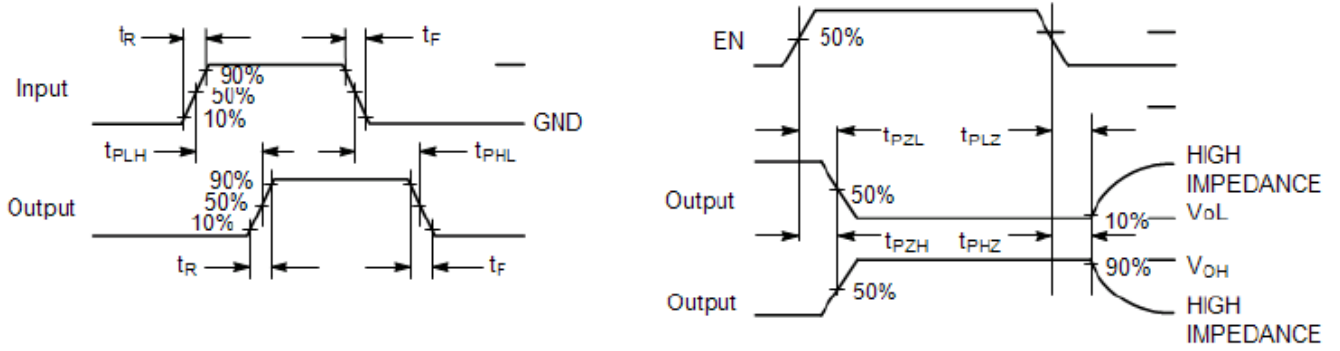 tR
tF
Input
90%
50%
10%
GND
tPLH
tPHL
Output
90%
50%
10%
tR
tF
EN
50%
tPZL
tPLZ
HIGH
IMPEDANCE
Output
50%
10%
VoL
tPZH
tPHZ
90%
VOH
Output
50%
HIGH
IMPEDANCE